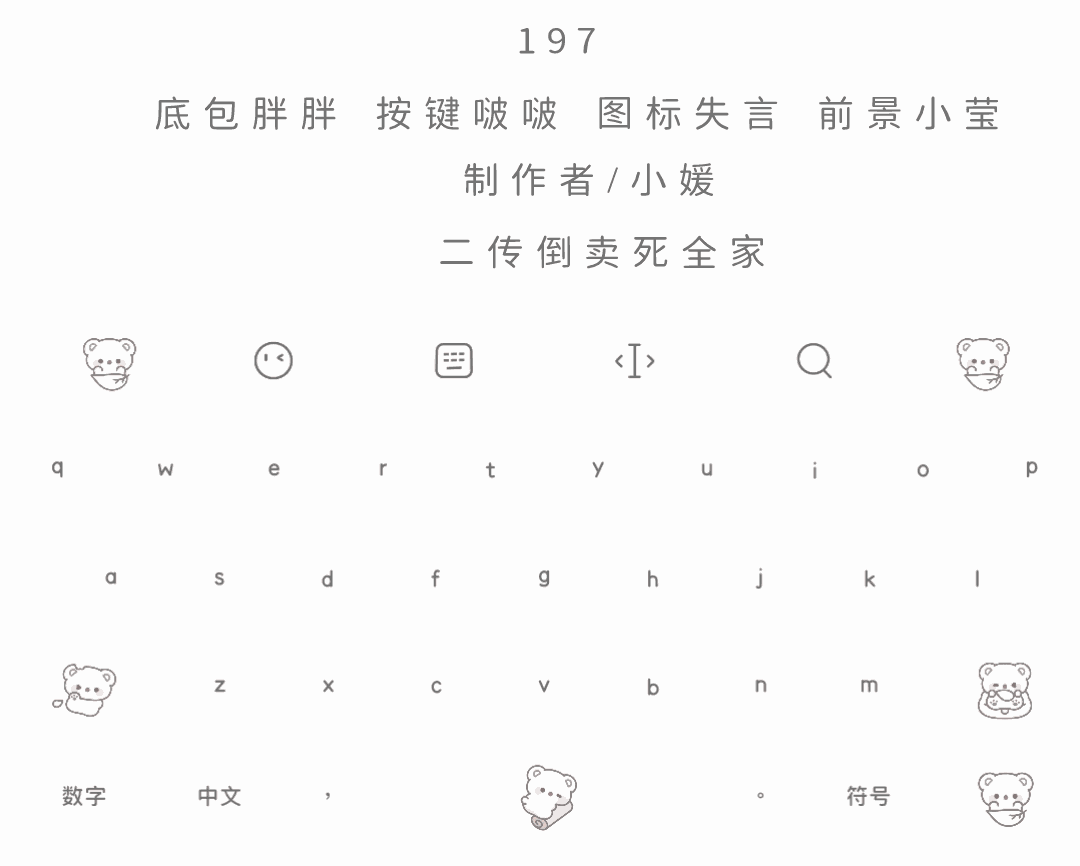 197
底包胖胖 按键啵啵 图标失言 前景小莹
制作者/小媛
二传倒卖死全家
q w e r t y u i o p
a s d f g h j k l
z x c v b n m
数字 中文 , 。 符号